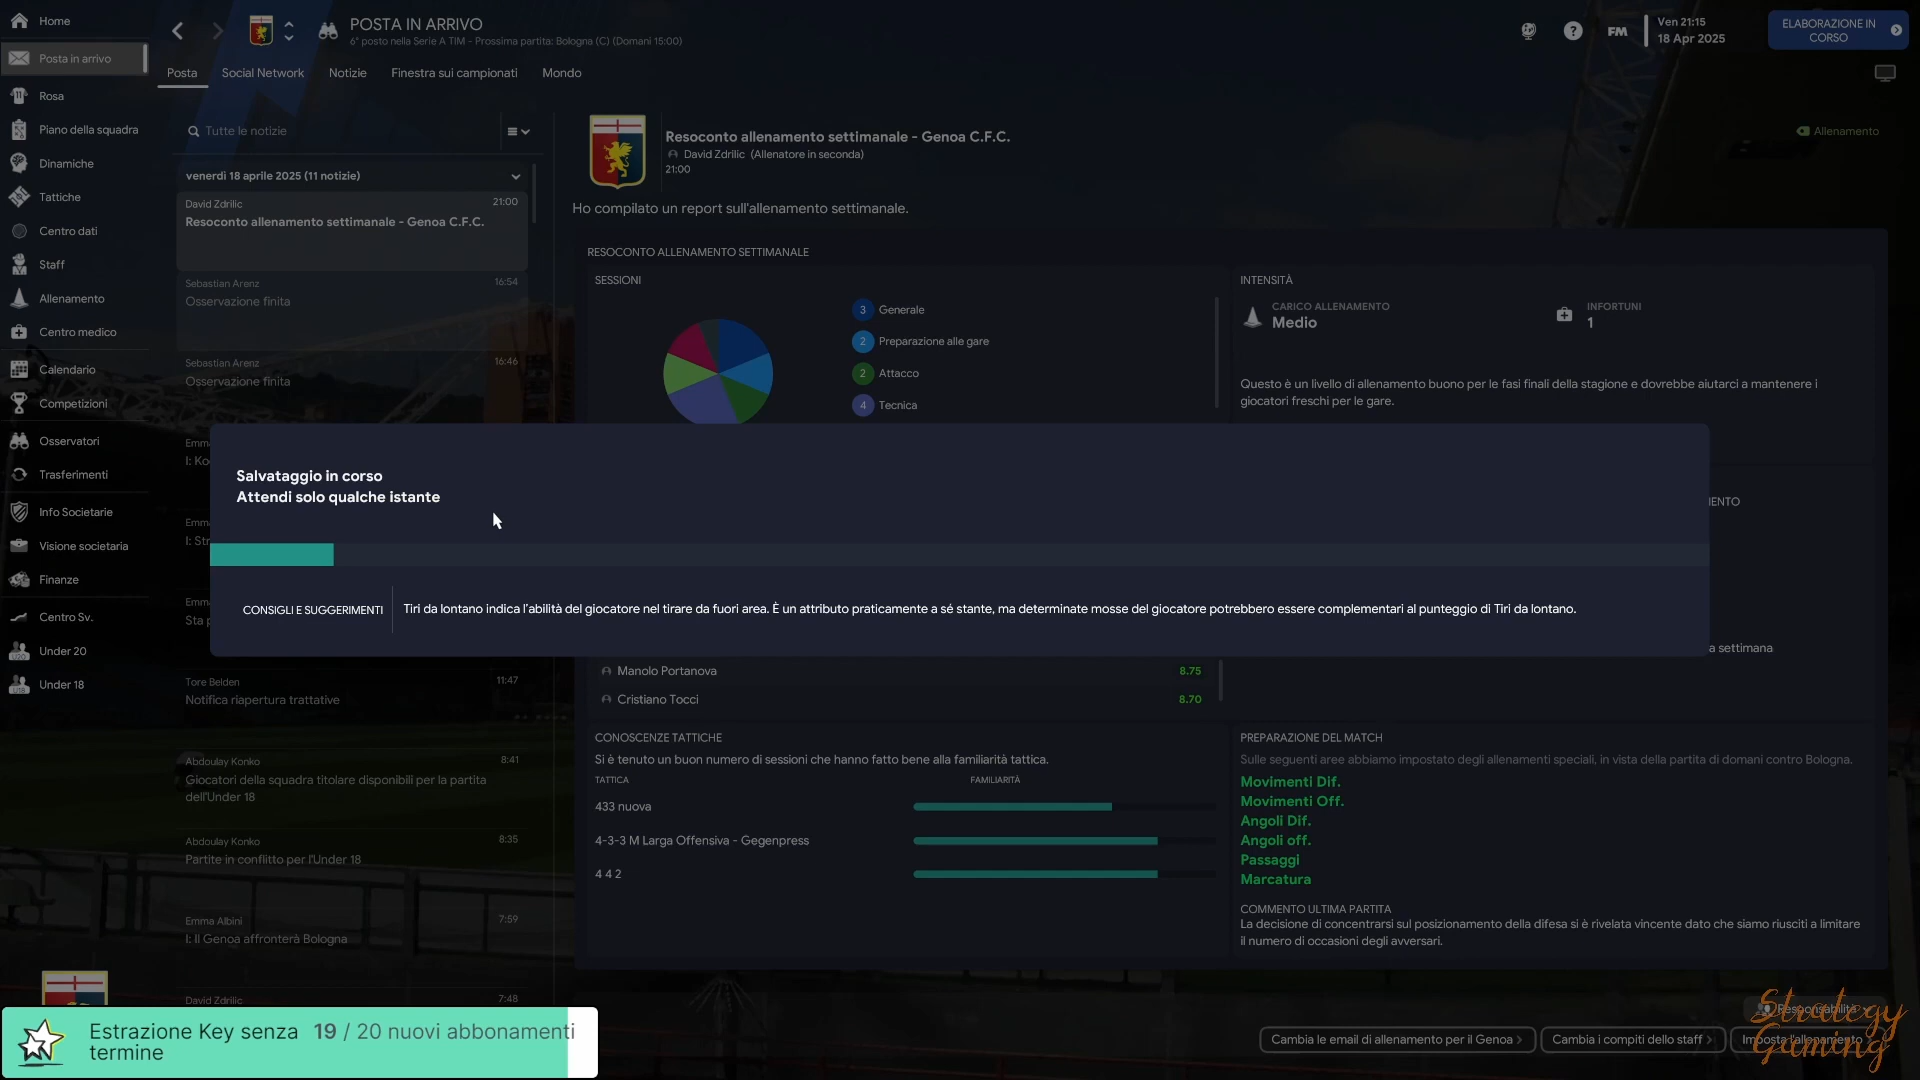 Home
Posta in arrivo
Rosa
Piano della squadra
Dinamiche
Tattiche
Centro dati
Staff
Allenamento
Centro medico
Calendario
Competizioni
Osservatori
Trasferimenti
Info Societarie
Visione societaria
Finanze
Centro Sv.
Under 20
Under 18
POSTA IN ARRIVO
6° posto nella Serie A TIM - Prossima partita: Bologna (C) (Domani 15:00)
FM
Ven 21:15
18 Apr 2025
ELABORAZIONE IN
CORSO
Posta Social Network Notizie Finestra sui campionati Mondo
Tutte le notizie
venerdì 18 aprile 2025 (11 notizie)
David Zdrilic 21:00
Resoconto allenamento settimanale - Genoa C.F.C.
Sebastian Arenz 16:54
Osservazione finita
Sebastian Arenz 16:46
Osservazione finita
Emma
I: Ko
Emma
I: Str
Emma
Sta p
Tore Belden 11:47
Notifica riapertura trattative
Abdoulay Konko 8:41
Giocatori della squadra titolare disponibili per la partita
dell'Under 18
Abdoulay Konko 8:35
Partite in conflitto per l'Under 18
Emma Albini 7:59
I: Il Genoa affronterà Bologna
David Zdrilic 7:48
Resoconto allenamento settimanale - Genoa C.F.C.
David Zdrilic (Allenatore in seconda)
21:00
Allenamento
Ho compilato un report sull'allenamento settimanale.
RESOCONTO ALLENAMENTO SETTIMANALE
SESSIONI
3 Generale
2 Preparazione alle gare
2 Attacco
4 Tecnica
INTENSITÀ
CARICO ALLENAMENTO
Medio
INFORTUNI
1
Questo è un livello di allenamento buono per le fasi finali della stagione e dovrebbe aiutarci a mantenere i
giocatori freschi per le gare.
Salvataggio in corso
Attendi solo qualche istante
CONSIGLI E SUGGERIMENTI
Tiri da lontano indica l'abilità del giocatore nel tirare da fuori area. È un attributo praticamente a sé stante, ma determinate mosse del giocatore potrebbero essere complementari al punteggio di Tiri da lontano.
ENTO
a settimana
Manolo Portanova 8.75
Cristiano Tocci 8.70
CONOSCENZE TATTICHE
Si è tenuto un buon numero di sessioni che hanno fatto bene alla familiarità tattica.
TATTICA FAMILIARITÀ
433 nuova
4-3-3 M Larga Offensiva - Gegenpress
4 4 2
PREPARAZIONE DEL MATCH
Sulle seguenti aree abbiamo impostato degli allenamenti speciali, in vista della partita di domani contro Bologna.
Movimenti Dif.
Movimenti Off.
Angoli Dif.
Angoli off.
Passaggi
Marcatura
COMMENTO ULTIMA PARTITA
La decisione di concentrarsi sul posizionamento della difesa si è rivelata vincente dato che siamo riusciti a limitare
il numero di occasioni degli avversari.
Responsabilità
Cambia le email di allenamento per il Genoa
Cambia i compiti dello staff
Imposta l'allenamento
Strategy
Gaming
Estrazione Key senza 19 / 20 nuovi abbonamenti
termine